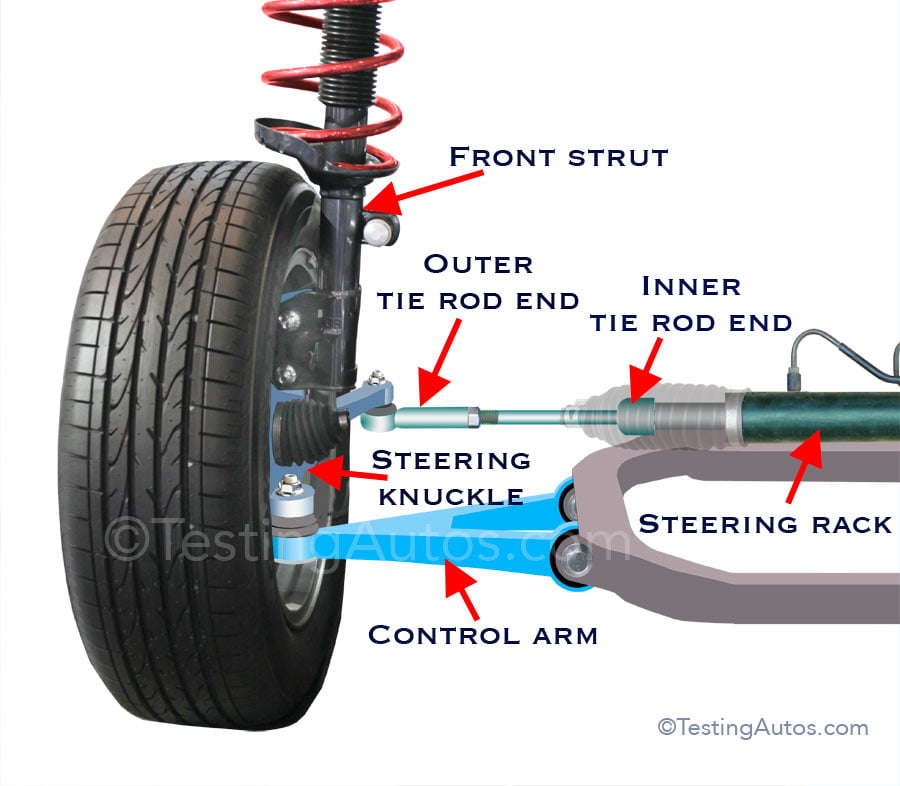 Front strut
Outer
tie rod end
Inner
tie rod end
Steering
knuckle
Steering rack
©TestingAutos.com
Control arm
©TestingAutos.com